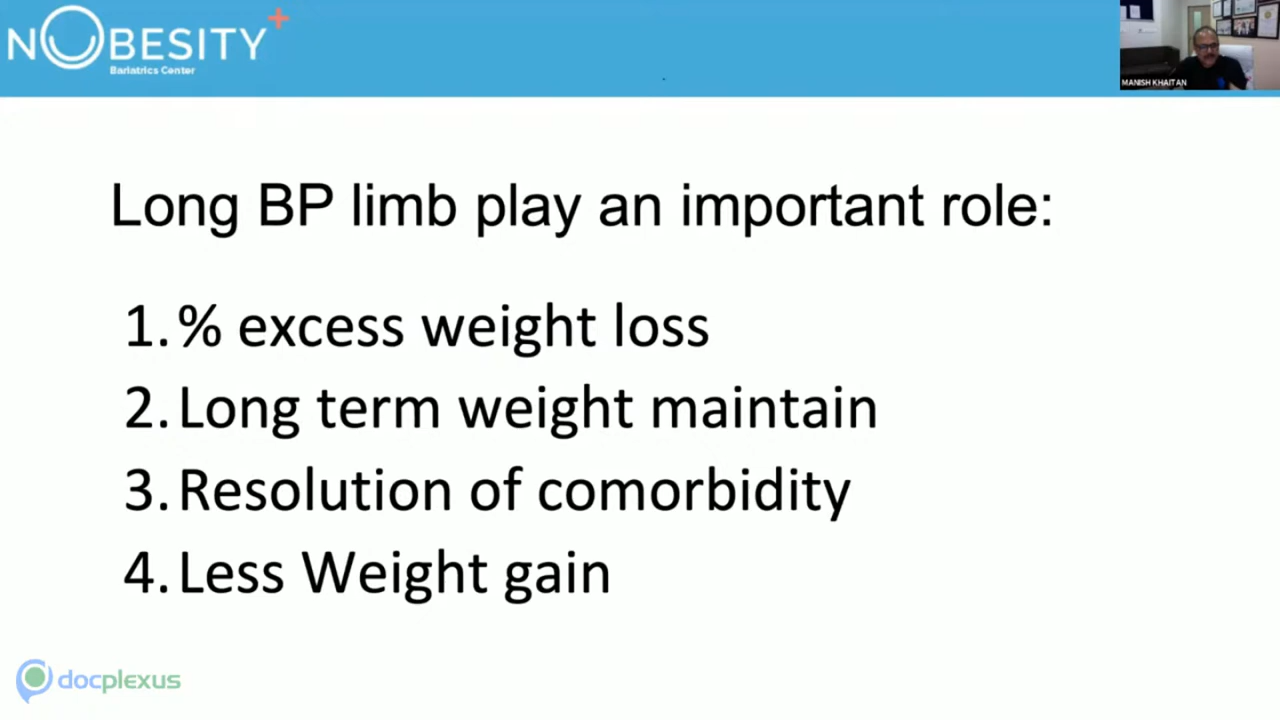 NOBESITY+
Bariatrics Center
MANISH KHAITAN
Long BP limb play an important role:
1. % excess weight loss
2. Long term weight maintain
3. Resolution of comorbidity
4. Less Weight gain
docplexus